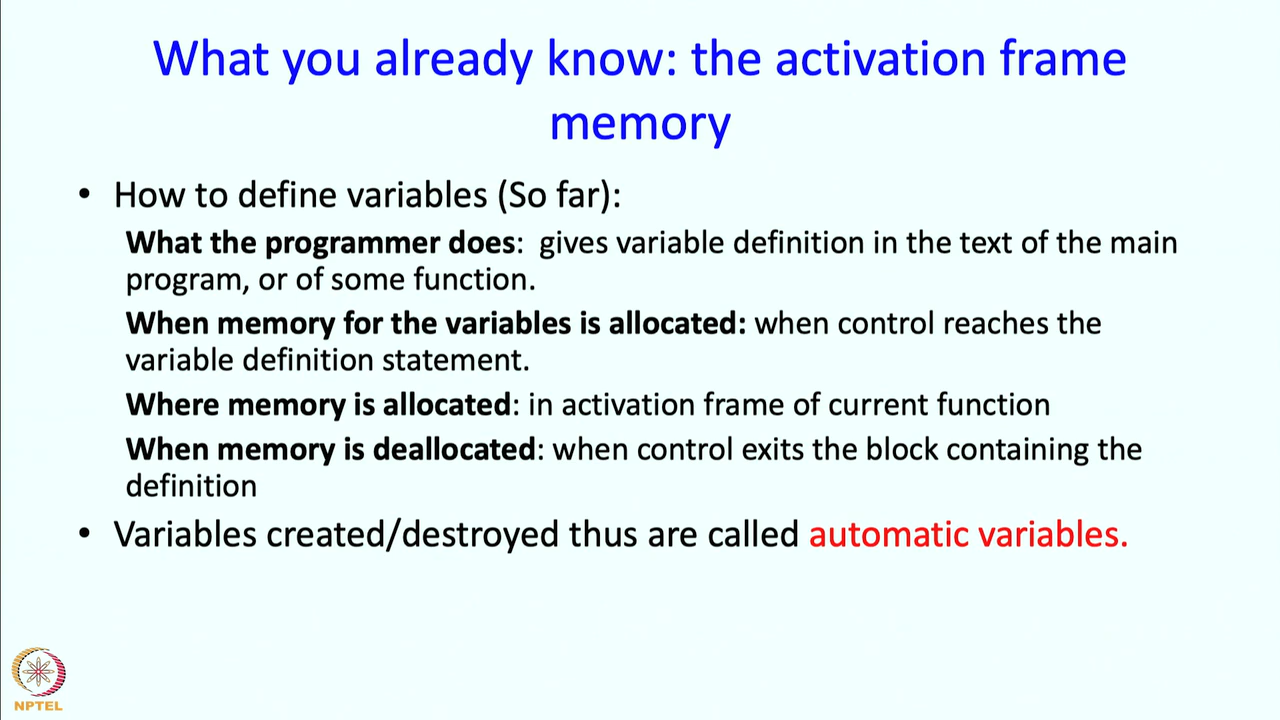 What you already know: the activation frame
memory
• How to define variables (So far):
What the programmer does: gives variable definition in the text of the main
program, or of some function.
When memory for the variables is allocated: when control reaches the
variable definition statement.
Where memory is allocated: in activation frame of current function
When memory is deallocated: when control exits the block containing the
definition
• Variables created/destroyed thus are called automatic variables.
NPTEL